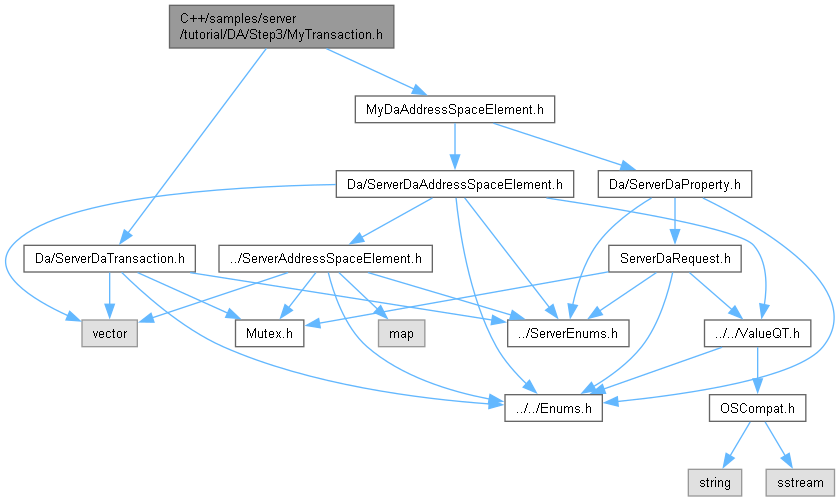 C++/samples/server
/tutorial/DA/Step3/MyTransaction.h
MyDaAddressSpaceElement.h
Da/ServerDaAddressSpaceElement.h
Da/ServerDaProperty.h
Da/ServerDaTransaction.h
../ServerAddressSpaceElement.h
ServerDaRequest.h
vector
Mutex.h
map
../ServerEnums.h
../../ValueQT.h
../../Enums.h
OSCompat.h
string
sstream